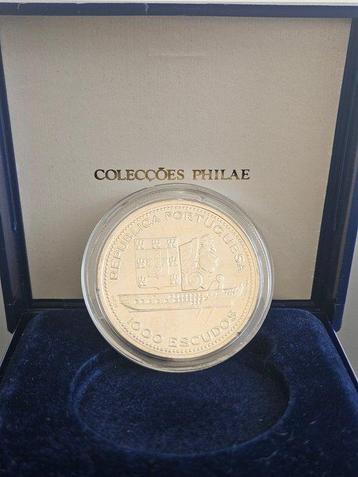 COLECÇÕES PHILAE
REPUBLICA PORTUGUESA
1000 ESCUDOS